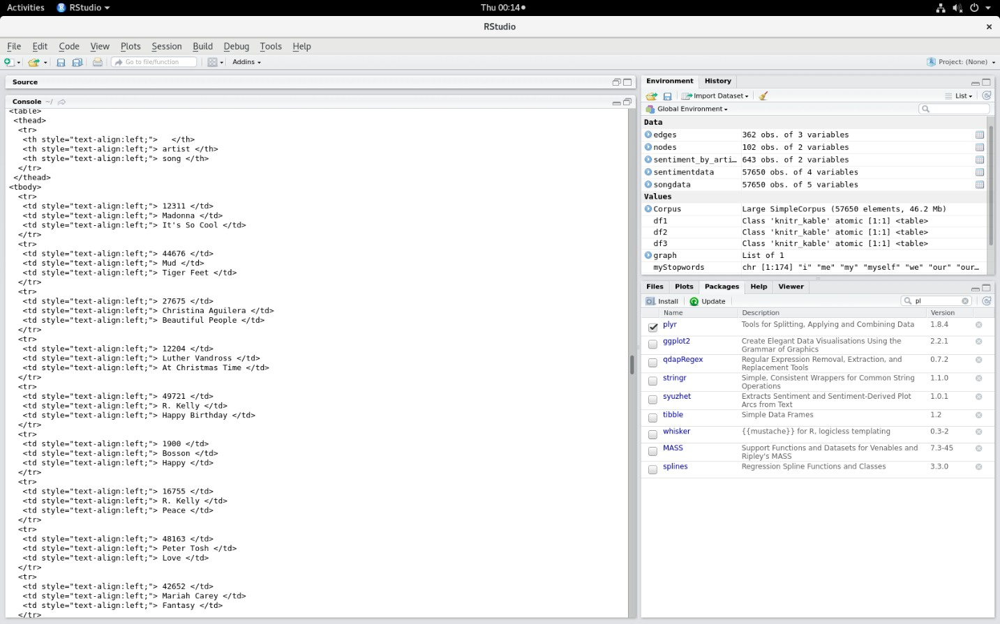 Activities RStudio Thu 00:14
RStudio
File Edit Code View Plots Session Build Debug Tools Help
Go to file/function Addins Project: (None)
Source
Console ~/
<table>
<thead>
<tr>
<th style="text-align:left;"> </th>
<th style="text-align:left;"> artist </th>
<th style="text-align:left;"> song </th>
</tr>
</thead>
<tbody>
<tr>
<td style="text-align:left;"> 12311 </td>
<td style="text-align:left;"> Madonna </td>
<td style="text-align:left;"> It's So Cool </td>
</tr>
<tr>
<td style="text-align:left;"> 44676 </td>
<td style="text-align:left;"> Mud </td>
<td style="text-align:left;"> Tiger Feet </td>
</tr>
<tr>
<td style="text-align:left;"> 27675 </td>
<td style="text-align:left;"> Christina Aguilera </td>
<td style="text-align:left;"> Beautiful People </td>
</tr>
<tr>
<td style="text-align:left;"> 12204 </td>
<td style="text-align:left;"> Luther Vandross </td>
<td style="text-align:left;"> At Christmas Time </td>
</tr>
<tr>
<td style="text-align:left;"> 49721 </td>
<td style="text-align:left;"> R. Kelly </td>
<td style="text-align:left;"> Happy Birthday </td>
</tr>
<tr>
<td style="text-align:left;"> 1900 </td>
<td style="text-align:left;"> Bosson </td>
<td style="text-align:left;"> Happy </td>
</tr>
<tr>
<td style="text-align:left;"> 16755 </td>
<td style="text-align:left;"> R. Kelly </td>
<td style="text-align:left;"> Peace </td>
</tr>
<tr>
<td style="text-align:left;"> 48163 </td>
<td style="text-align:left;"> Peter Tosh </td>
<td style="text-align:left;"> Love </td>
</tr>
<tr>
<td style="text-align:left;"> 42652 </td>
<td style="text-align:left;"> Mariah Carey </td>
<td style="text-align:left;"> Fantasy </td>
</tr>
Environment History
Import Dataset List
Global Environment
Data
edges 362 obs. of 3 variables
nodes 102 obs. of 2 variables
sentiment_by_arti… 643 obs. of 2 variables
sentimentdata 57650 obs. of 4 variables
songdata 57650 obs. of 5 variables
Values
Corpus Large SimpleCorpus (57650 elements, 46.2 Mb)
df1 Class 'knitr_kable' atomic [1:1] <table>
df2 Class 'knitr_kable' atomic [1:1] <table>
df3 Class 'knitr_kable' atomic [1:1] <table>
graph List of 1
myStopwords chr [1:174] "i" "me" "my" "myself" "we" "our" "our…
Files Plots Packages Help Viewer
Install Update pl
Name Description Version
plyr Tools for Splitting, Applying and Combining Data 1.8.4
ggplot2 Create Elegant Data Visualisations Using the 2.2.1
Grammar of Graphics
qdapRegex Regular Expression Removal, Extraction, and 0.7.2
Replacement Tools
stringr Simple, Consistent Wrappers for Common String 1.1.0
Operations
syuzhet Extracts Sentiment and Sentiment-Derived Plot 1.0.1
Arcs from Text
tibble Simple Data Frames 1.2
whisker {{mustache}} for R, logicless templating 0.3-2
MASS Support Functions and Datasets for Venables and 7.3-45
Ripley's MASS
splines Regression Spline Functions and Classes 3.3.0